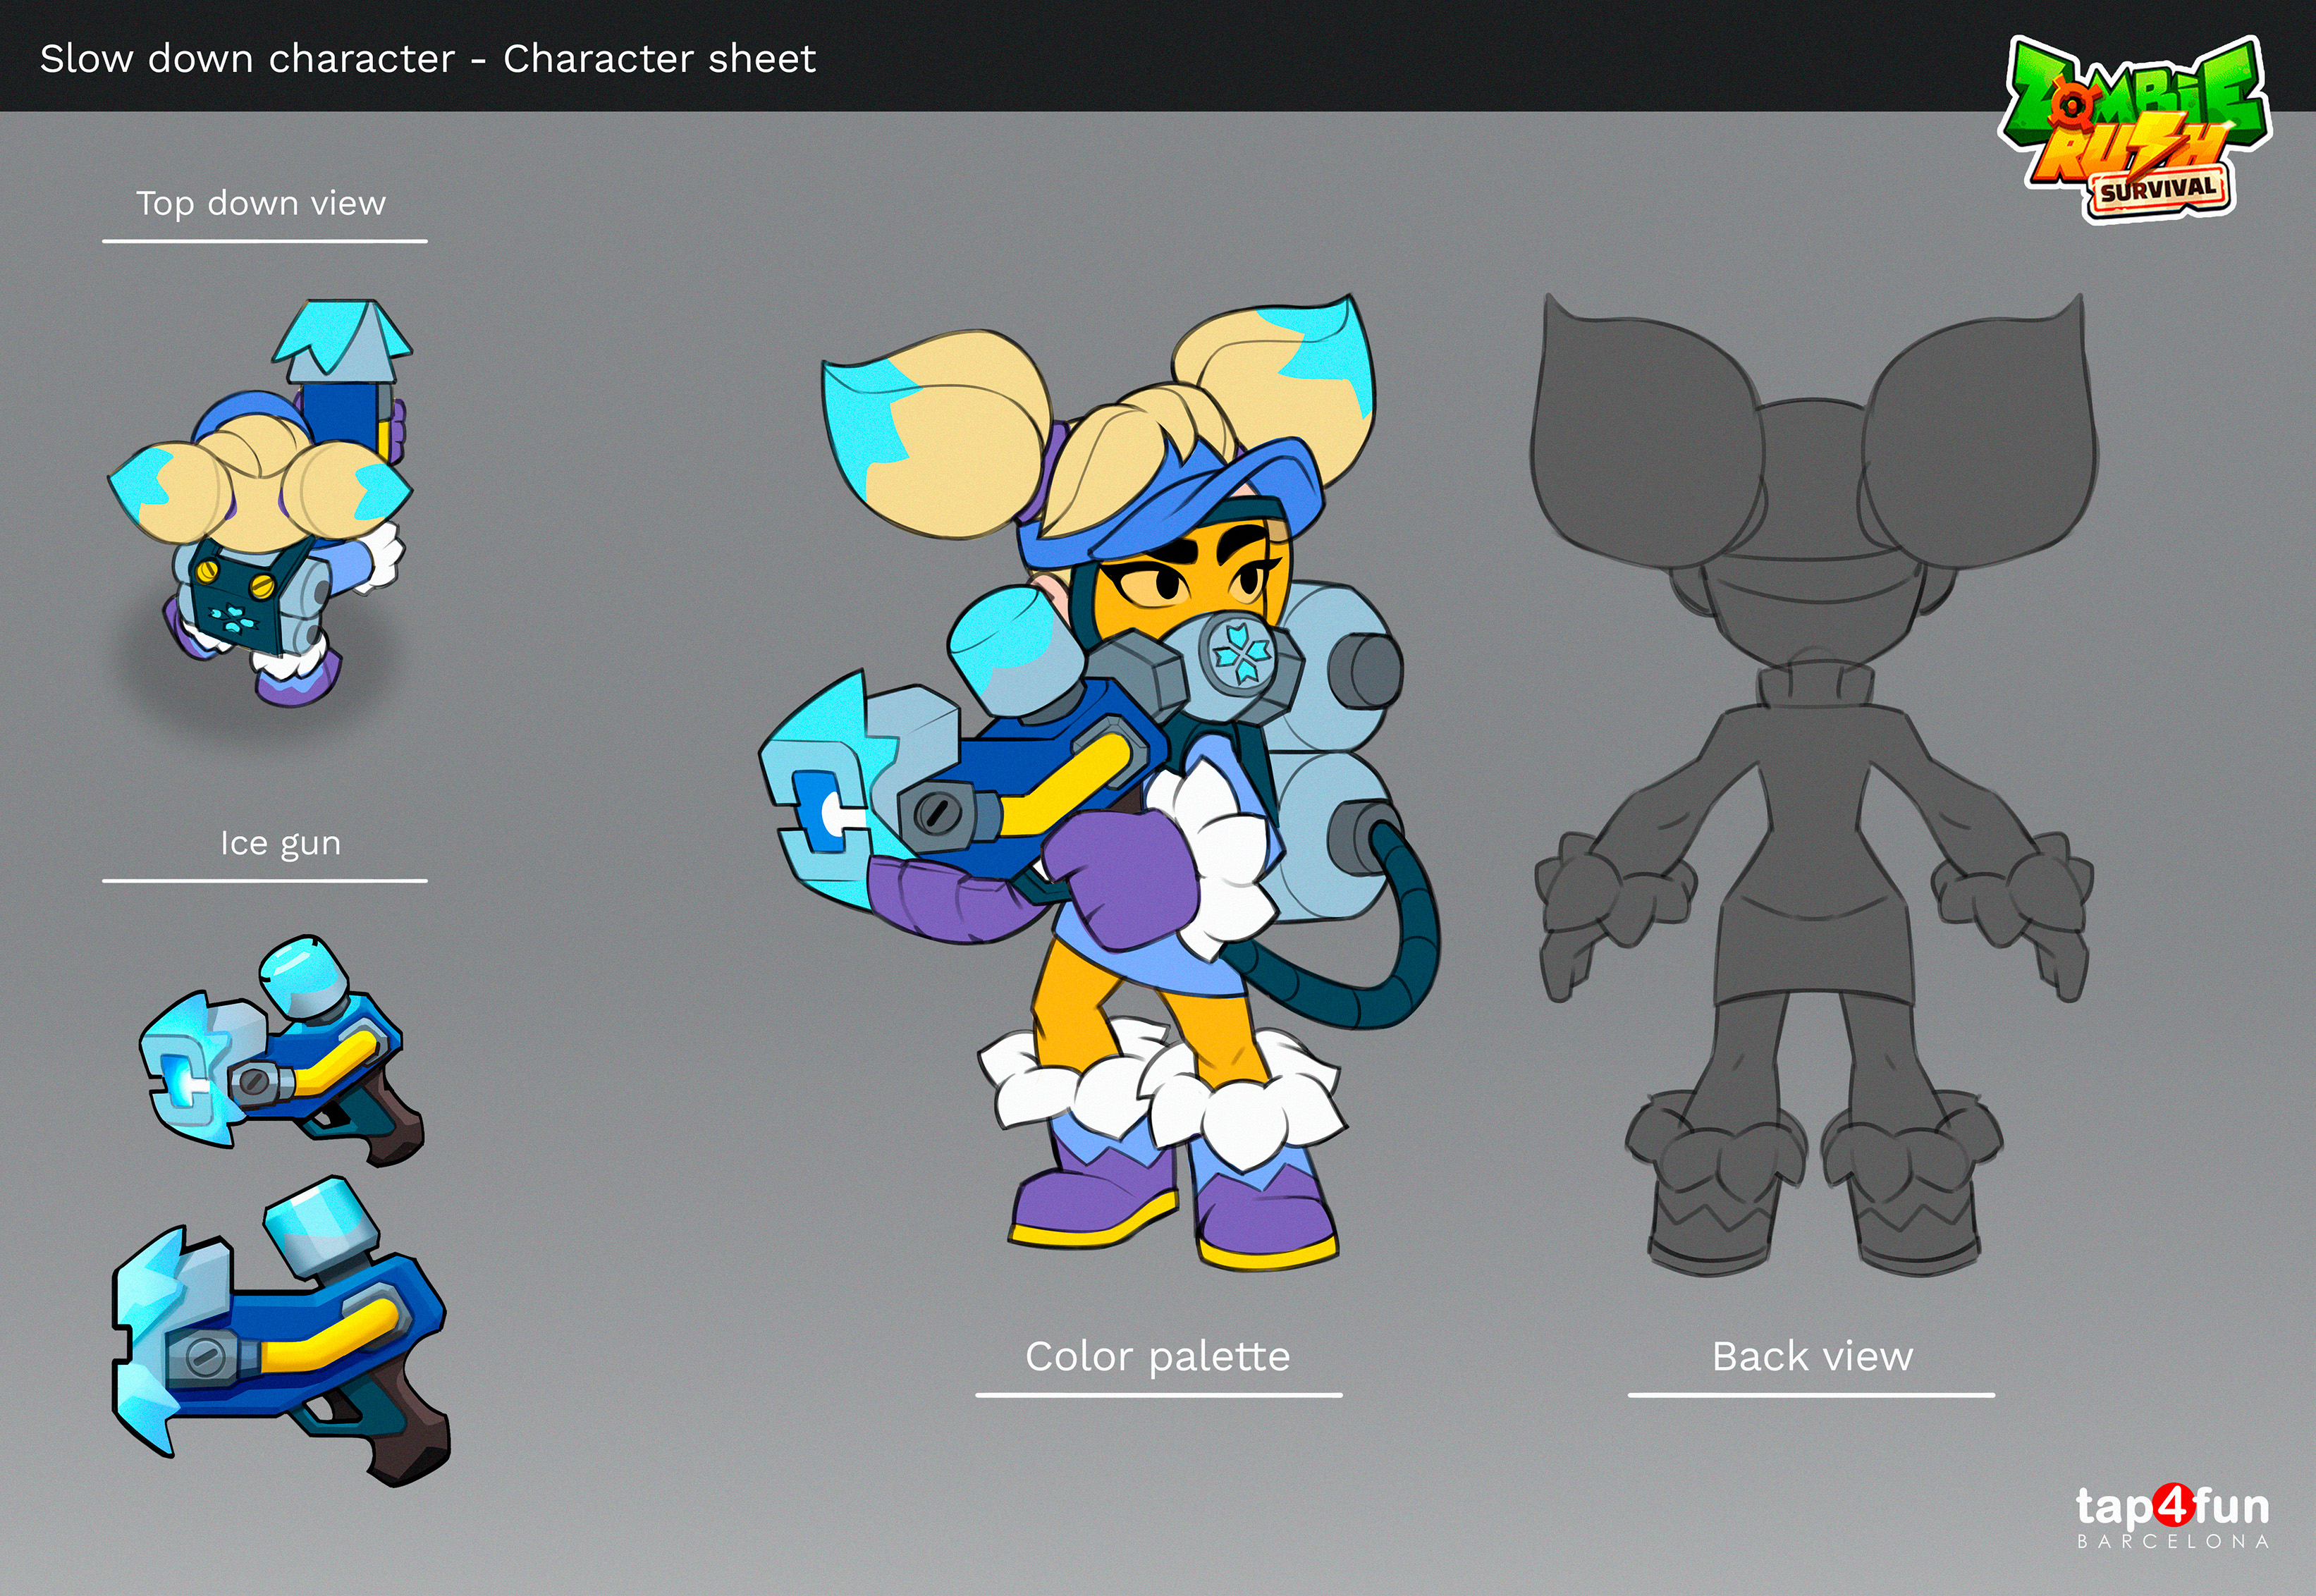 Slow down character - Character sheet
ZOMBIE
RUSH
SURVIVAL
Top down view
Ice gun
Color palette
Back view
tap4fun
BARCELONA